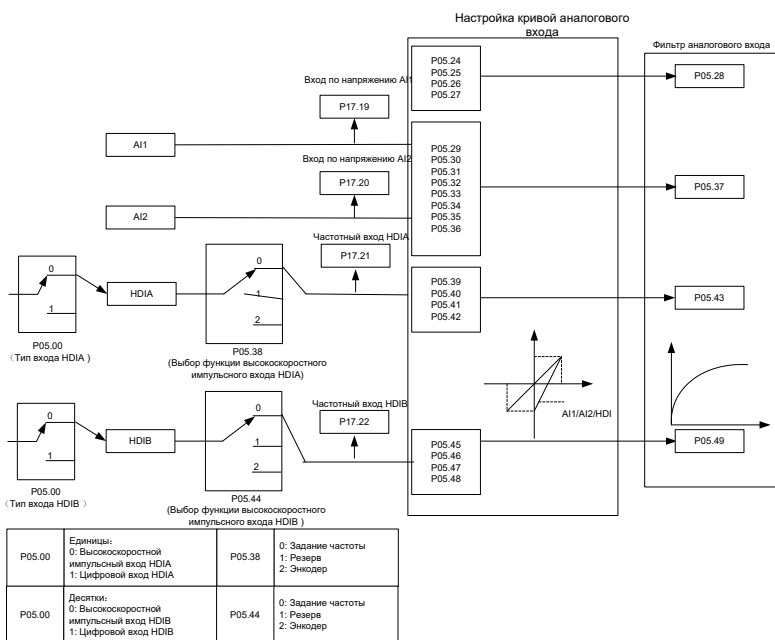 Настройка кривой аналогового
входа
Фильтр аналогового входа
P05.24
P05.25
P05.26
P05.27
P05.28
Вход по напряжению AI1
P17.19
AI1
P05.29
P05.30
P05.31
P05.32
P05.33
P05.34
P05.35
P05.36
P05.37
Вход по напряжению AI2
P17.20
AI2
Частотный вход HDIA
P17.21
0
1
P05.00
(Тип входа HDIA )
HDIA
0
1
2
P05.38
(Выбор функции высокоскоростного
импульсного входа HDIA)
P05.39
P05.40
P05.41
P05.42
P05.43
AI1/AI2/HDI
Частотный вход HDIB
P17.22
0
1
P05.00
(Тип входа HDIB )
HDIB
0
1
2
P05.44
(Выбор функции высокоскоростного
импульсного входа HDIB )
P05.45
P05.46
P05.47
P05.48
P05.49
P05.00
Единицы:
0: Высокоскоростной
импульсный вход HDIA
1: Цифровой вход HDIA
P05.38
0: Задание частоты
1: Резерв
2: Энкодер
P05.00
Десятки:
0: Высокоскоростной
импульсный вход HDIB
1: Цифровой вход HDIB
P05.44
0: Задание частоты
1: Резерв
2: Энкодер